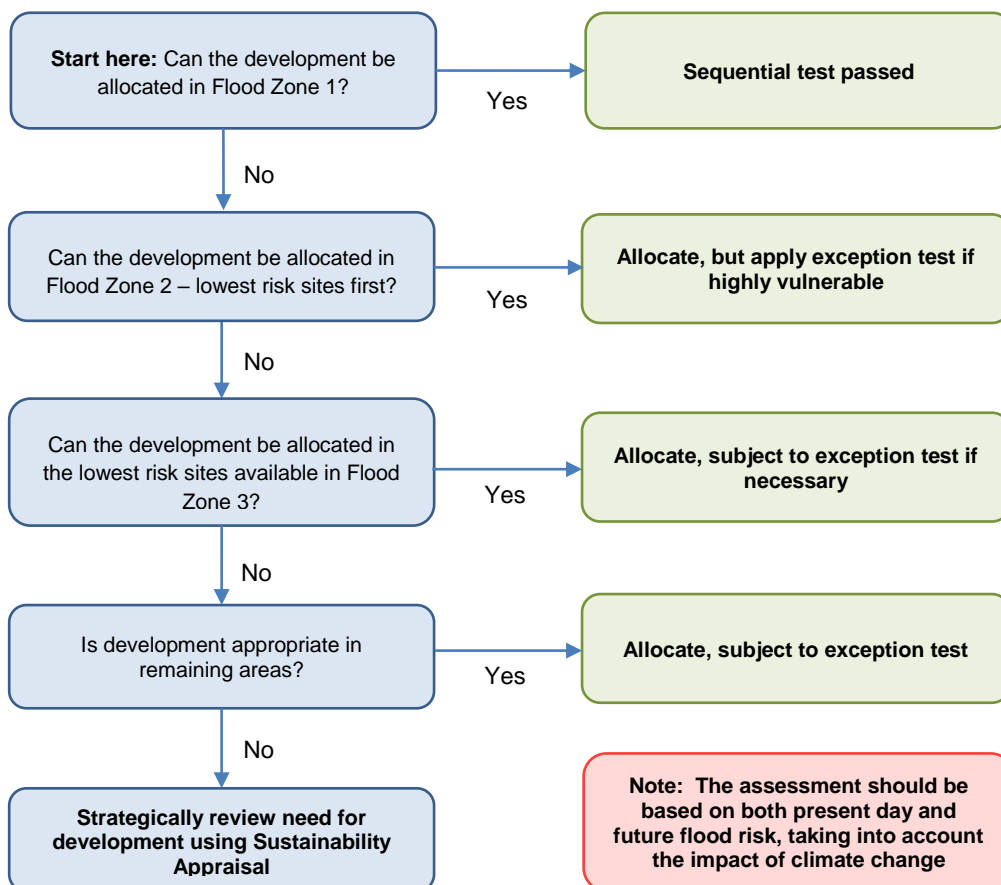 Start here: Can the development be
allocated in Flood Zone 1?
Yes
Sequential test passed
No
Can the development be allocated in
Flood Zone 2 – lowest risk sites first?
Yes
Allocate, but apply exception test if
highly vulnerable
No
Can the development be allocated in
the lowest risk sites available in Flood
Zone 3?
Yes
Allocate, subject to exception test if
necessary
No
Is development appropriate in
remaining areas?
Yes
Allocate, subject to exception test
No
Strategically review need for
development using Sustainability
Appraisal
Note: The assessment should be
based on both present day and
future flood risk, taking into account
the impact of climate change